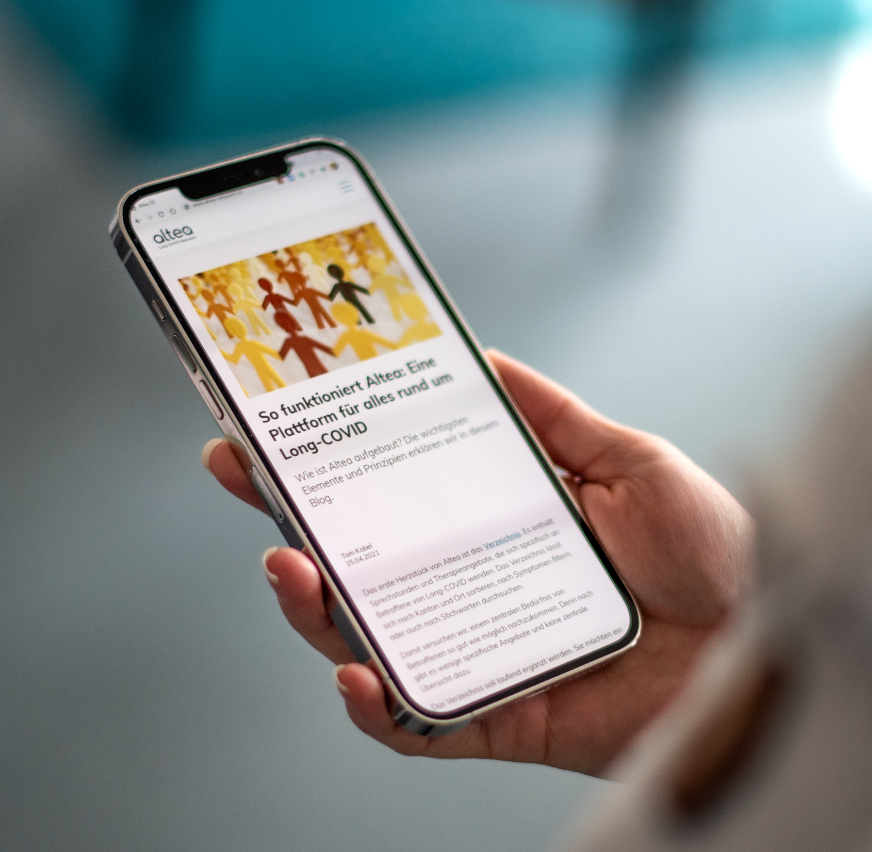 altea
Long COVID Network
So funktioniert Altea: Eine
Plattform für alles rund um
Long-COVID
Wie ist Altea aufgebaut? Die wichtigsten
Elemente und Prinzipien erklären wir in diesem
Blog.
Tom Kobel
15.04.2021
Das erste Herzstück von Altea ist das Verzeichnis. Es enthält
Sprechstunden und Therapieangebote, die sich spezifisch an
Betroffene von Long-COVID wenden. Das Verzeichnis lässt
sich nach Kanton und Ort sortieren, nach Symptomen filtern,
oder auch nach Stichworten durchsuchen.
Damit versuchen wir, einem zentralen Bedürfnis von
Betroffenen so gut wie möglich nachzukommen. Denn noch
gibt es wenige spezifische Angebote und keine zentrale
Übersicht dazu.
Das Verzeichnis soll laufend ergänzt werden. Sie möchten ein